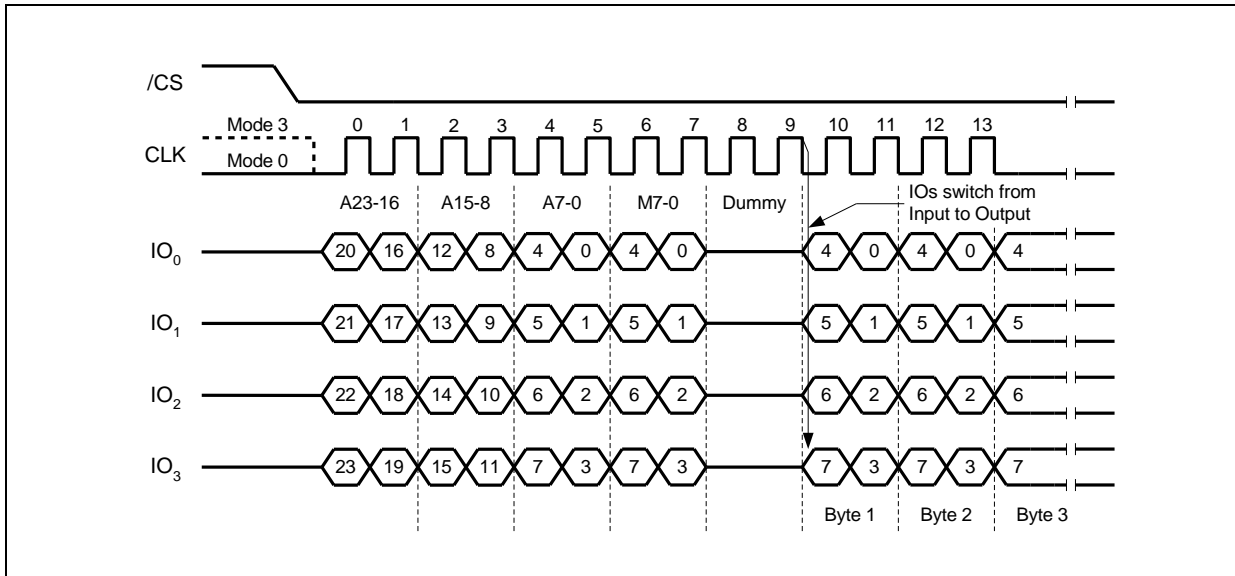 /CS
Mode 3 0 1 2 3 4 5 6 7 8 9 10 11 12 13
CLK
Mode 0
IOs switch from
Input to Output
A23-16 A15-8 A7-0 M7-0 Dummy
IO0 20 16 12 8 4 0 4 0 4 0 4 0 4
IO1 21 17 13 9 5 1 5 1 5 1 5 1 5
IO2 22 18 14 10 6 2 6 2 6 2 6 2 6
IO3 23 19 15 11 7 3 7 3 7 3 7 3 7
Byte 1 Byte 2 Byte 3